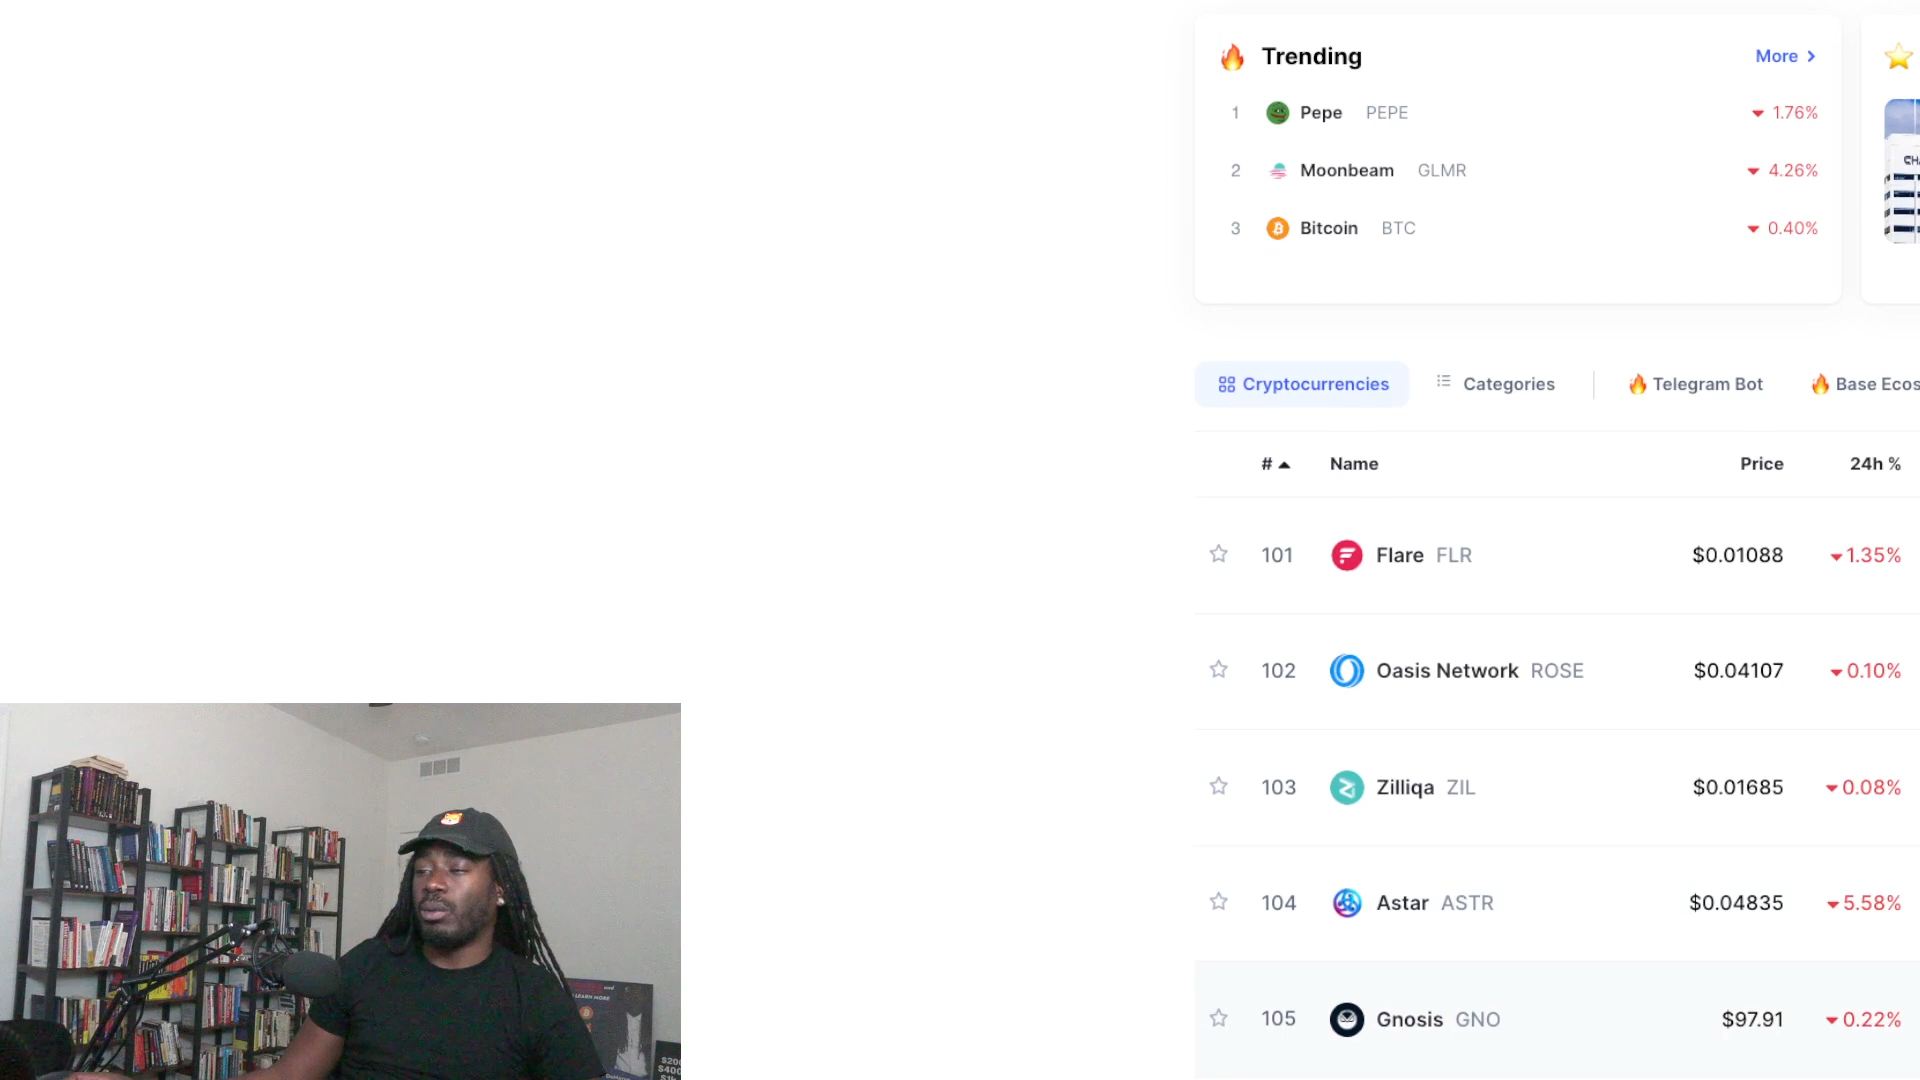 Trending
More
1 Pepe PEPE 1.76%
2 Moonbeam GLMR 4.26%
3 Bitcoin BTC 0.40%
Cryptocurrencies Categories Telegram Bot Base Ecos
# Name Price 24h %
101 Flare FLR $0.01088 1.35%
102 Oasis Network ROSE $0.04107 0.10%
103 Zilliqa ZIL $0.01685 0.08%
104 Astar ASTR $0.04835 5.58%
105 Gnosis GNO $97.91 0.22%
LEARN MORE